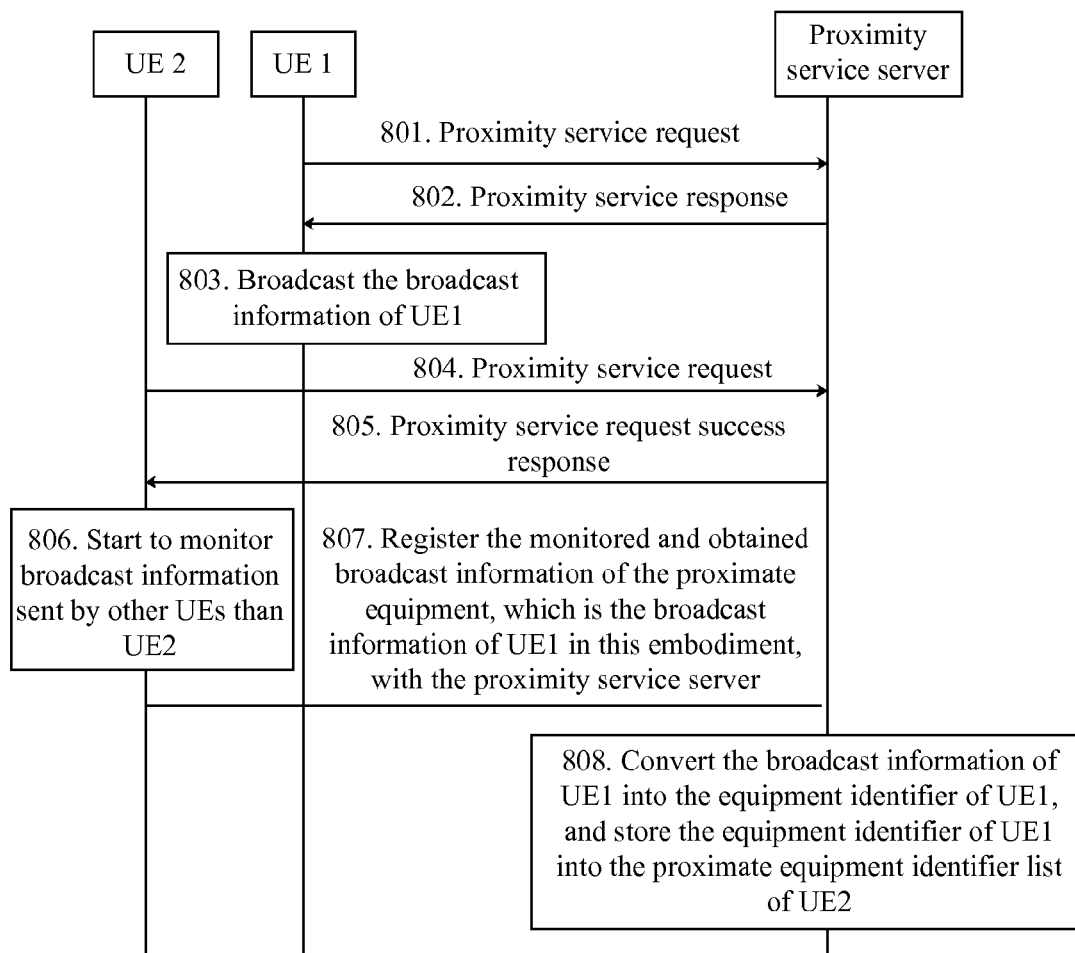 UE 2
UE 1
Proximity
service server
801. Proximity service request
802. Proximity service response
803. Broadcast the broadcast
information of UE1
804. Proximity service request
805. Proximity service request success
response
806. Start to monitor
broadcast information
sent by other UEs than
UE2
807. Register the monitored and obtained
broadcast information of the proximate
equipment, which is the broadcast
information of UE1 in this embodiment,
with the proximity service server
808. Convert the broadcast information of
UE1 into the equipment identifier of UE1,
and store the equipment identifier of UE1
into the proximate equipment identifier list
of UE2